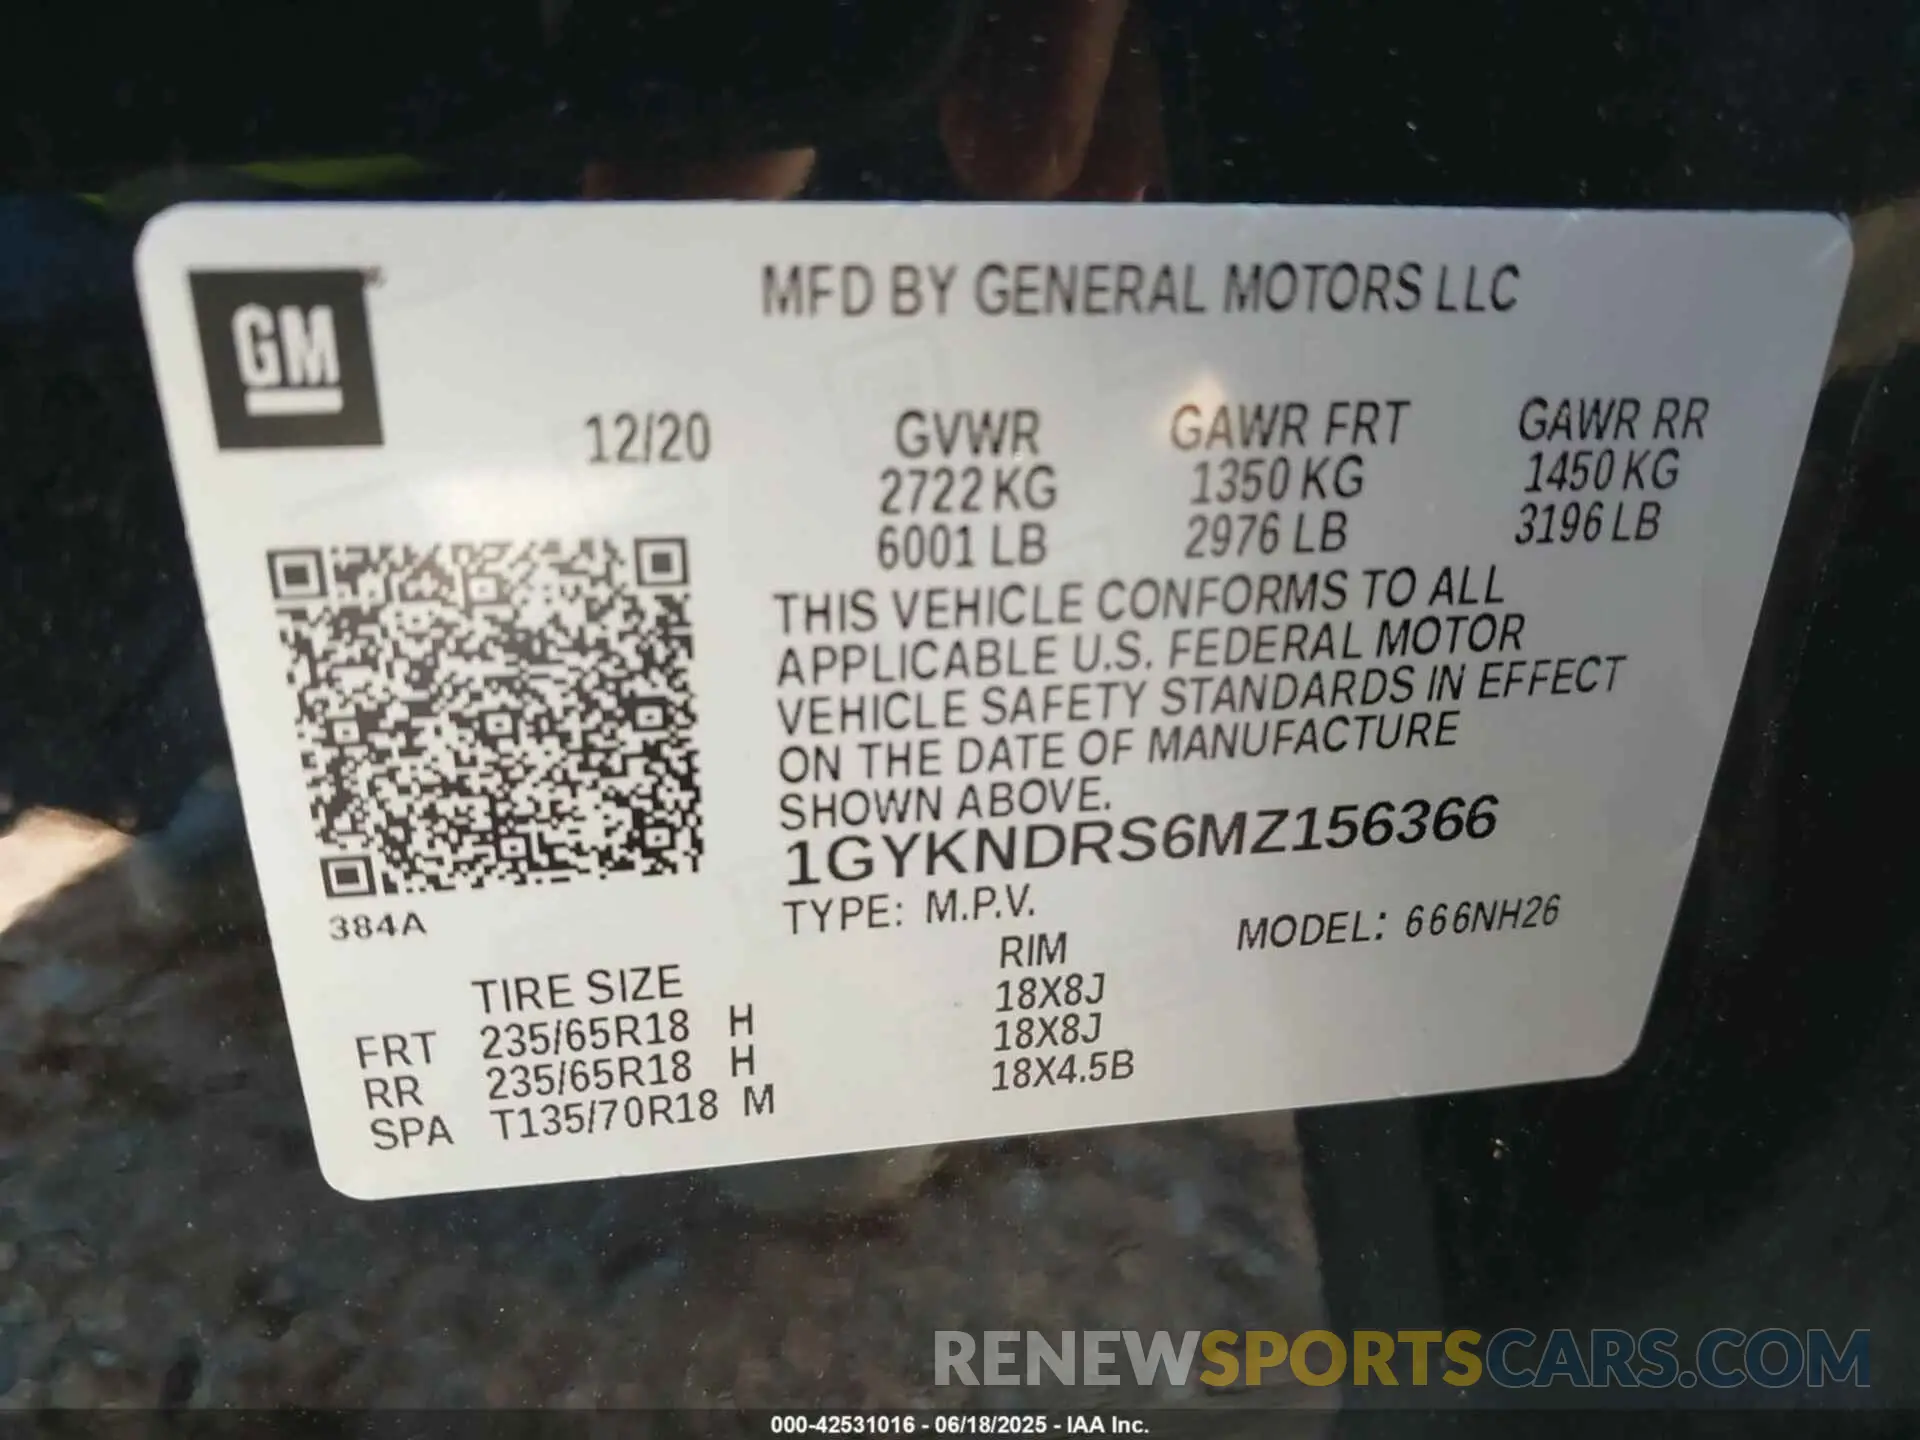 GM
MFD BY GENERAL MOTORS LLC
12/20
GVWR GAWR FRT GAWR RR
2722 KG 1350 KG 1450 KG
6001 LB 2976 LB 3196 LB
THIS VEHICLE CONFORMS TO ALL
APPLICABLE U.S. FEDERAL MOTOR
VEHICLE SAFETY STANDARDS IN EFFECT
ON THE DATE OF MANUFACTURE
SHOWN ABOVE.
1GYKNDRS6MZ156366
384A
TYPE: M.P.V. MODEL: 666NH26
TIRE SIZE RIM
FRT 235/65R18 H 18X8J
RR 235/65R18 H 18X8J
SPA T135/70R18 M 18X4.5B
RENEWSPORTSCARS.COM
000-42531016 - 06/18/2025 - IAA Inc.